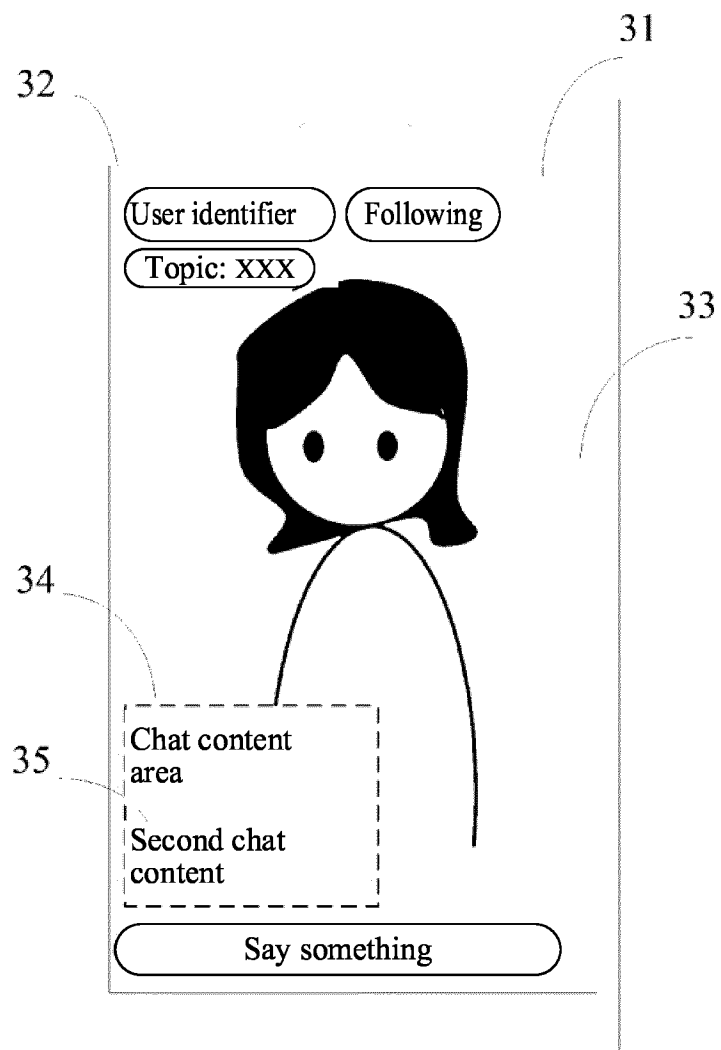 31
32
User identifier Following
Topic: XXX
33
34
Chat content
area
35
Second chat
content
Say something